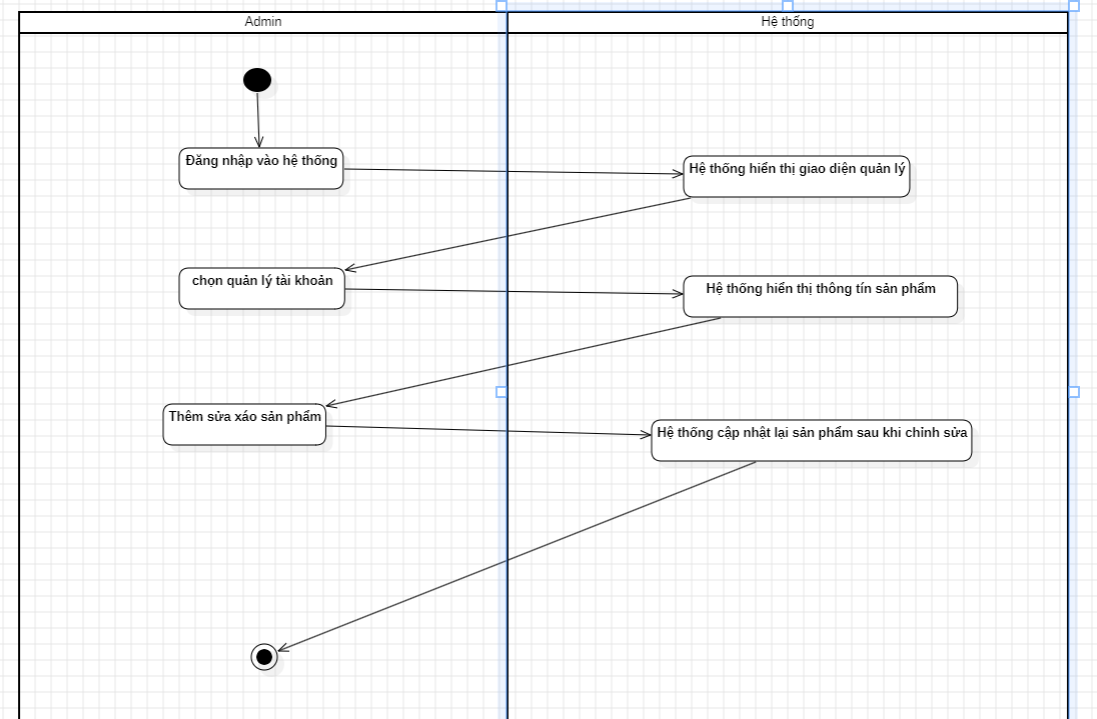 Admin
Hệ thống
Đăng nhập vào hệ thống
Hệ thống hiển thị giao diện quản lý
chọn quản lý tài khoản
Hệ thống hiển thị thông tín sản phẩm
Thêm sửa xáo sản phẩm
Hệ thống cập nhật lại sản phẩm sau khi chỉnh sửa